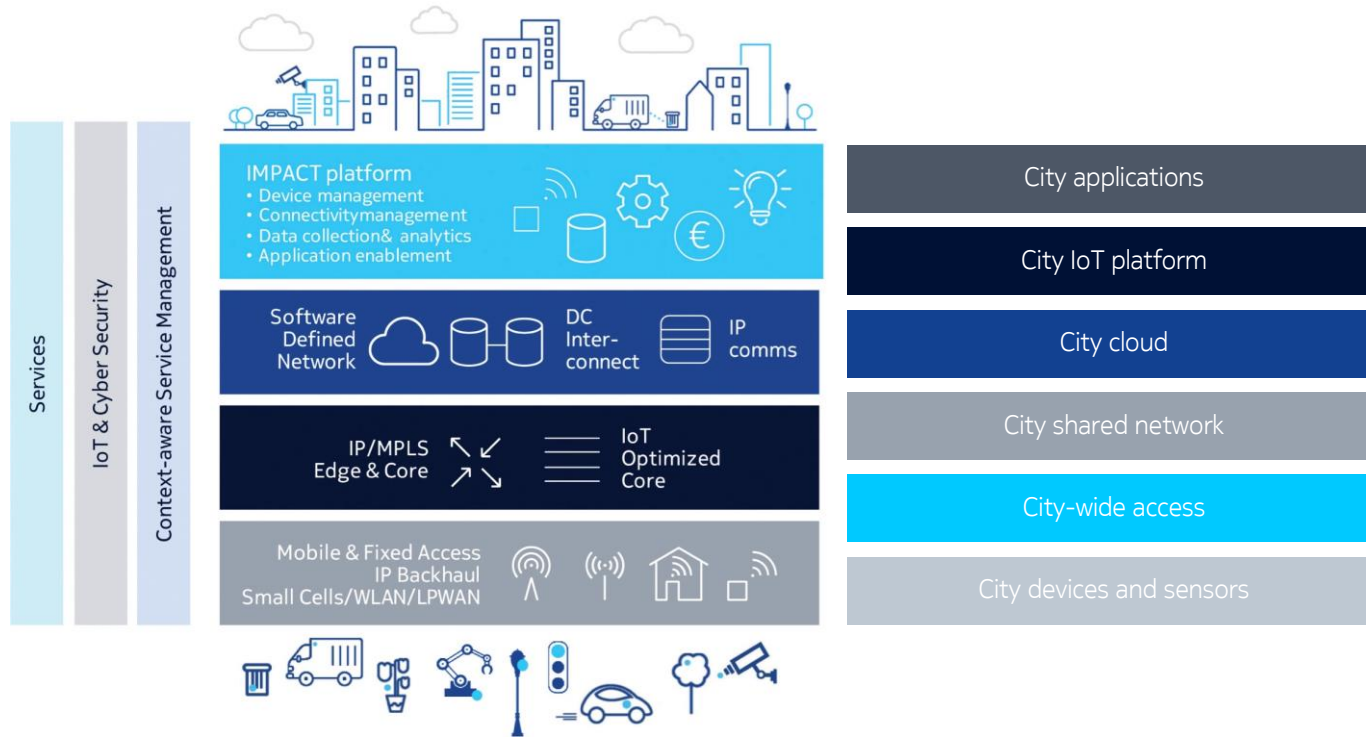 Services
IoT & Cyber Security
Context-aware Service Management
IMPACT platform
• Device management
• Connectivitymanagement
• Data collection& analytics
• Application enablement
€
Software
Defined
Network
DC
Inter-
connect
IP
comms
IP/MPLS
Edge & Core
IoT
Optimized
Core
Mobile & Fixed Access
IP Backhaul
Small Cells/WLAN/LPWAN
City applications
City IoT platform
City cloud
City shared network
City-wide access
City devices and sensors